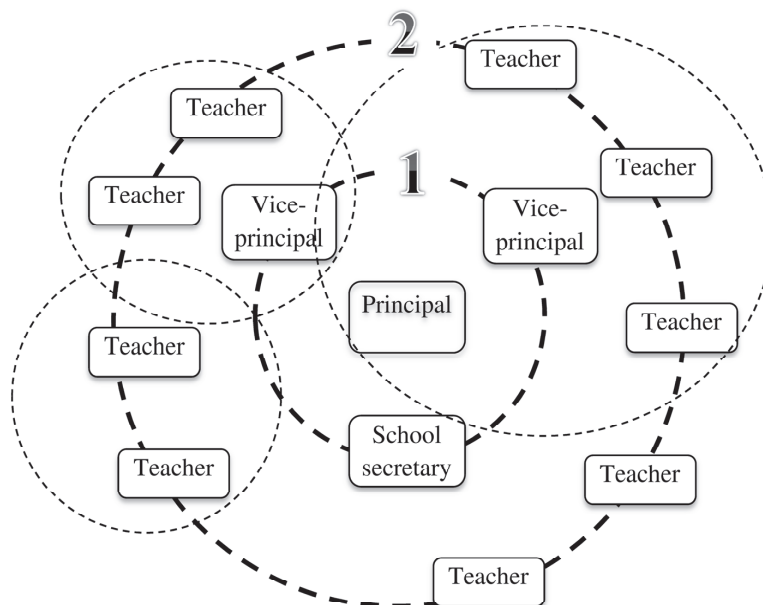 2
Teacher
Teacher
1
Teacher
Teacher
Vice-
principal
Vice-
principal
Principal
Teacher
Teacher
School
secretary
Teacher
Teacher
Teacher